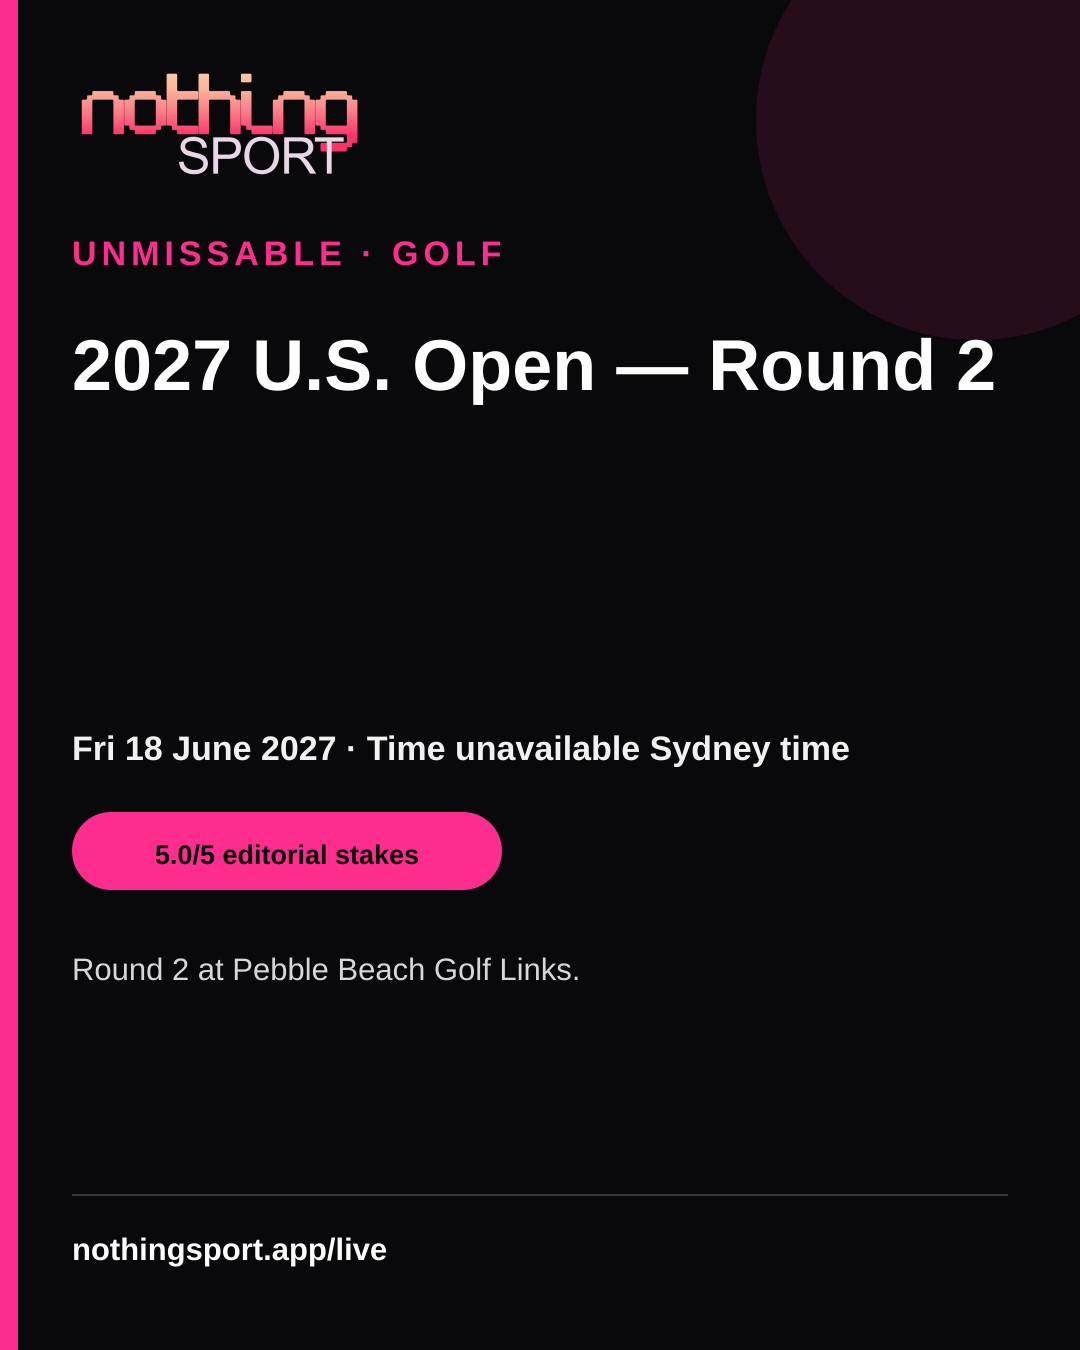 nothing
SPORT
UNMISSABLE · GOLF
2027 U.S. Open — Round 2
Fri 18 June 2027 · Time unavailable Sydney time
5.0/5 editorial stakes
Round 2 at Pebble Beach Golf Links.
nothingsport.app/live